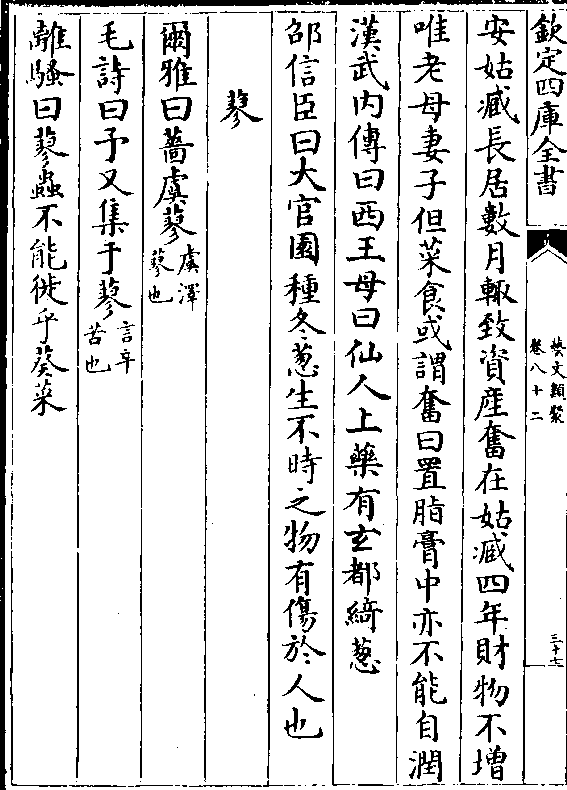 欽定四庫全書
藝文類聚
卷八十二
三十七
安姑臧長居數月輙致資産奮在姑臧四年財物不增
唯老母妻子但菜食或謂奮曰置脂膏中亦不能自潤
漢武内傳曰西王母曰仙人上藥有玄都綺葱
邵信臣曰大官園種冬葱生不時之物有傷於人也
蓼
爾雅曰薔虞蓼虞澤蓼也
毛詩曰予又集于蓼言辛苦也
離騷曰蓼蟲不能徙乎葵菜